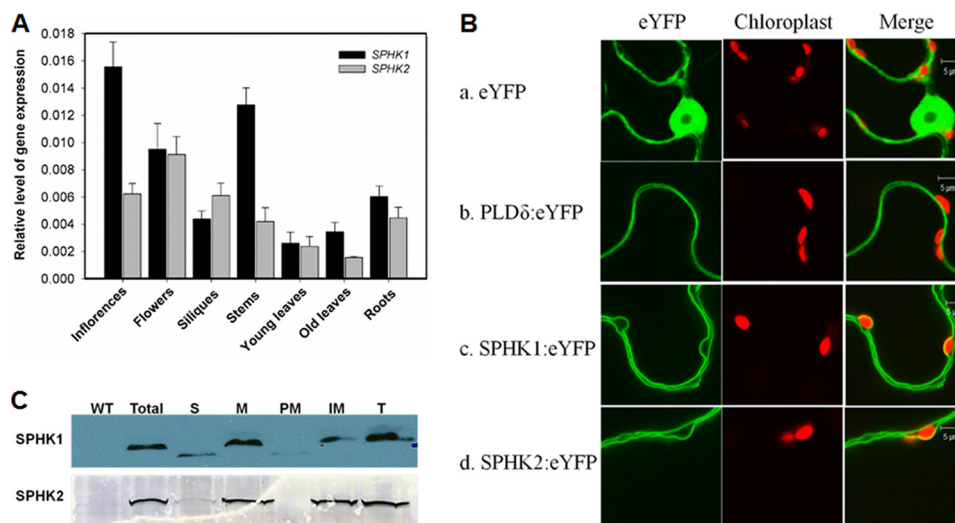 A
0.018
0.016
0.014
0.012
0.010
0.008
0.006
0.004
0.002
0.000
Relative level of gene expression
SPHK1
SPHK2
Inflorences
Flowers
Siliques
Stems
Young leaves
Old leaves
Roots
B
eYFP Chloroplast Merge
a. eYFP
5 µm
b. PLDδ:eYFP
5 µm
c. SPHK1:eYFP
5 µ
d. SPHK2:eYFP
5 µm
C
WT Total S M PM IM T
SPHK1
SPHK2